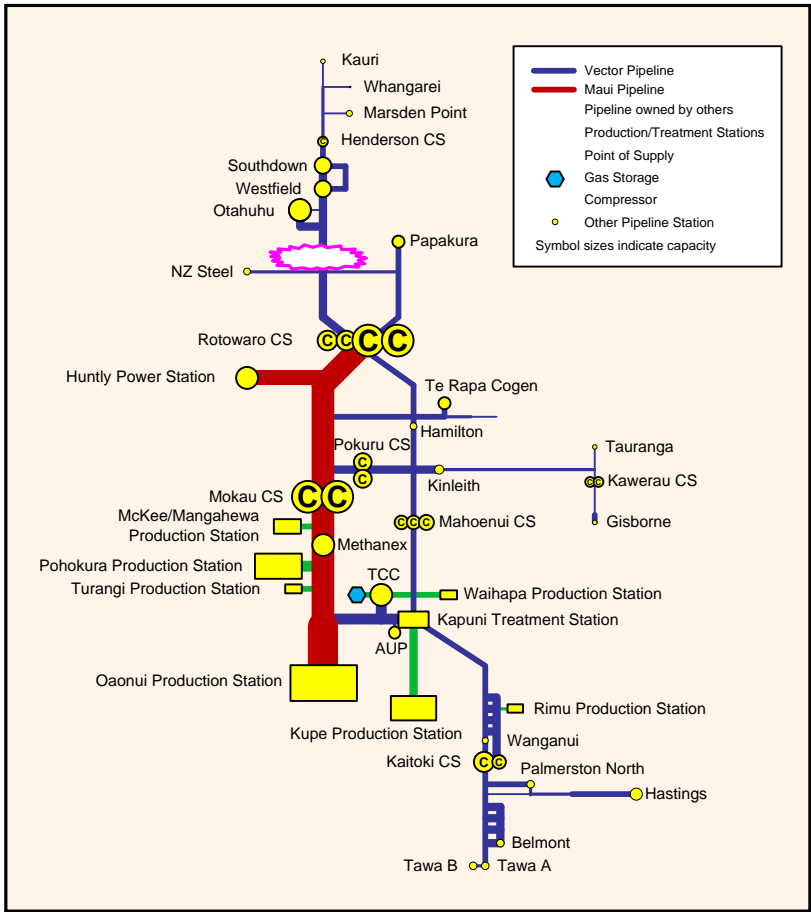 Kauri
Whangarei
Marsden Point
Henderson CS
Southdown
Westfield
Otahuhu
Papakura
NZ Steel
Rotowaro CS
C C C C
C
Huntly Power Station
Te Rapa Cogen
Hamilton
Pokuru CS
C
C
Tauranga
Kinleith
C C
Kawerau CS
Mokau CS
C C
Gisborne
McKee/Mangahewa
Production Station
C C C
Mahoenui CS
Methanex
Pohokura Production Station
TCC
Turangi Production Station
Waihapa Production Station
Kapuni Treatment Station
AUP
Oaonui Production Station
Kupe Production Station
Rimu Production Station
Wanganui
Kaitoki CS
C C
Palmerston North
Hastings
Belmont
Tawa B
Tawa A
Vector Pipeline
Maui Pipeline
Pipeline owned by others
Production/Treatment Stations
Point of Supply
Gas Storage
Compressor
Other Pipeline Station
Symbol sizes indicate capacity